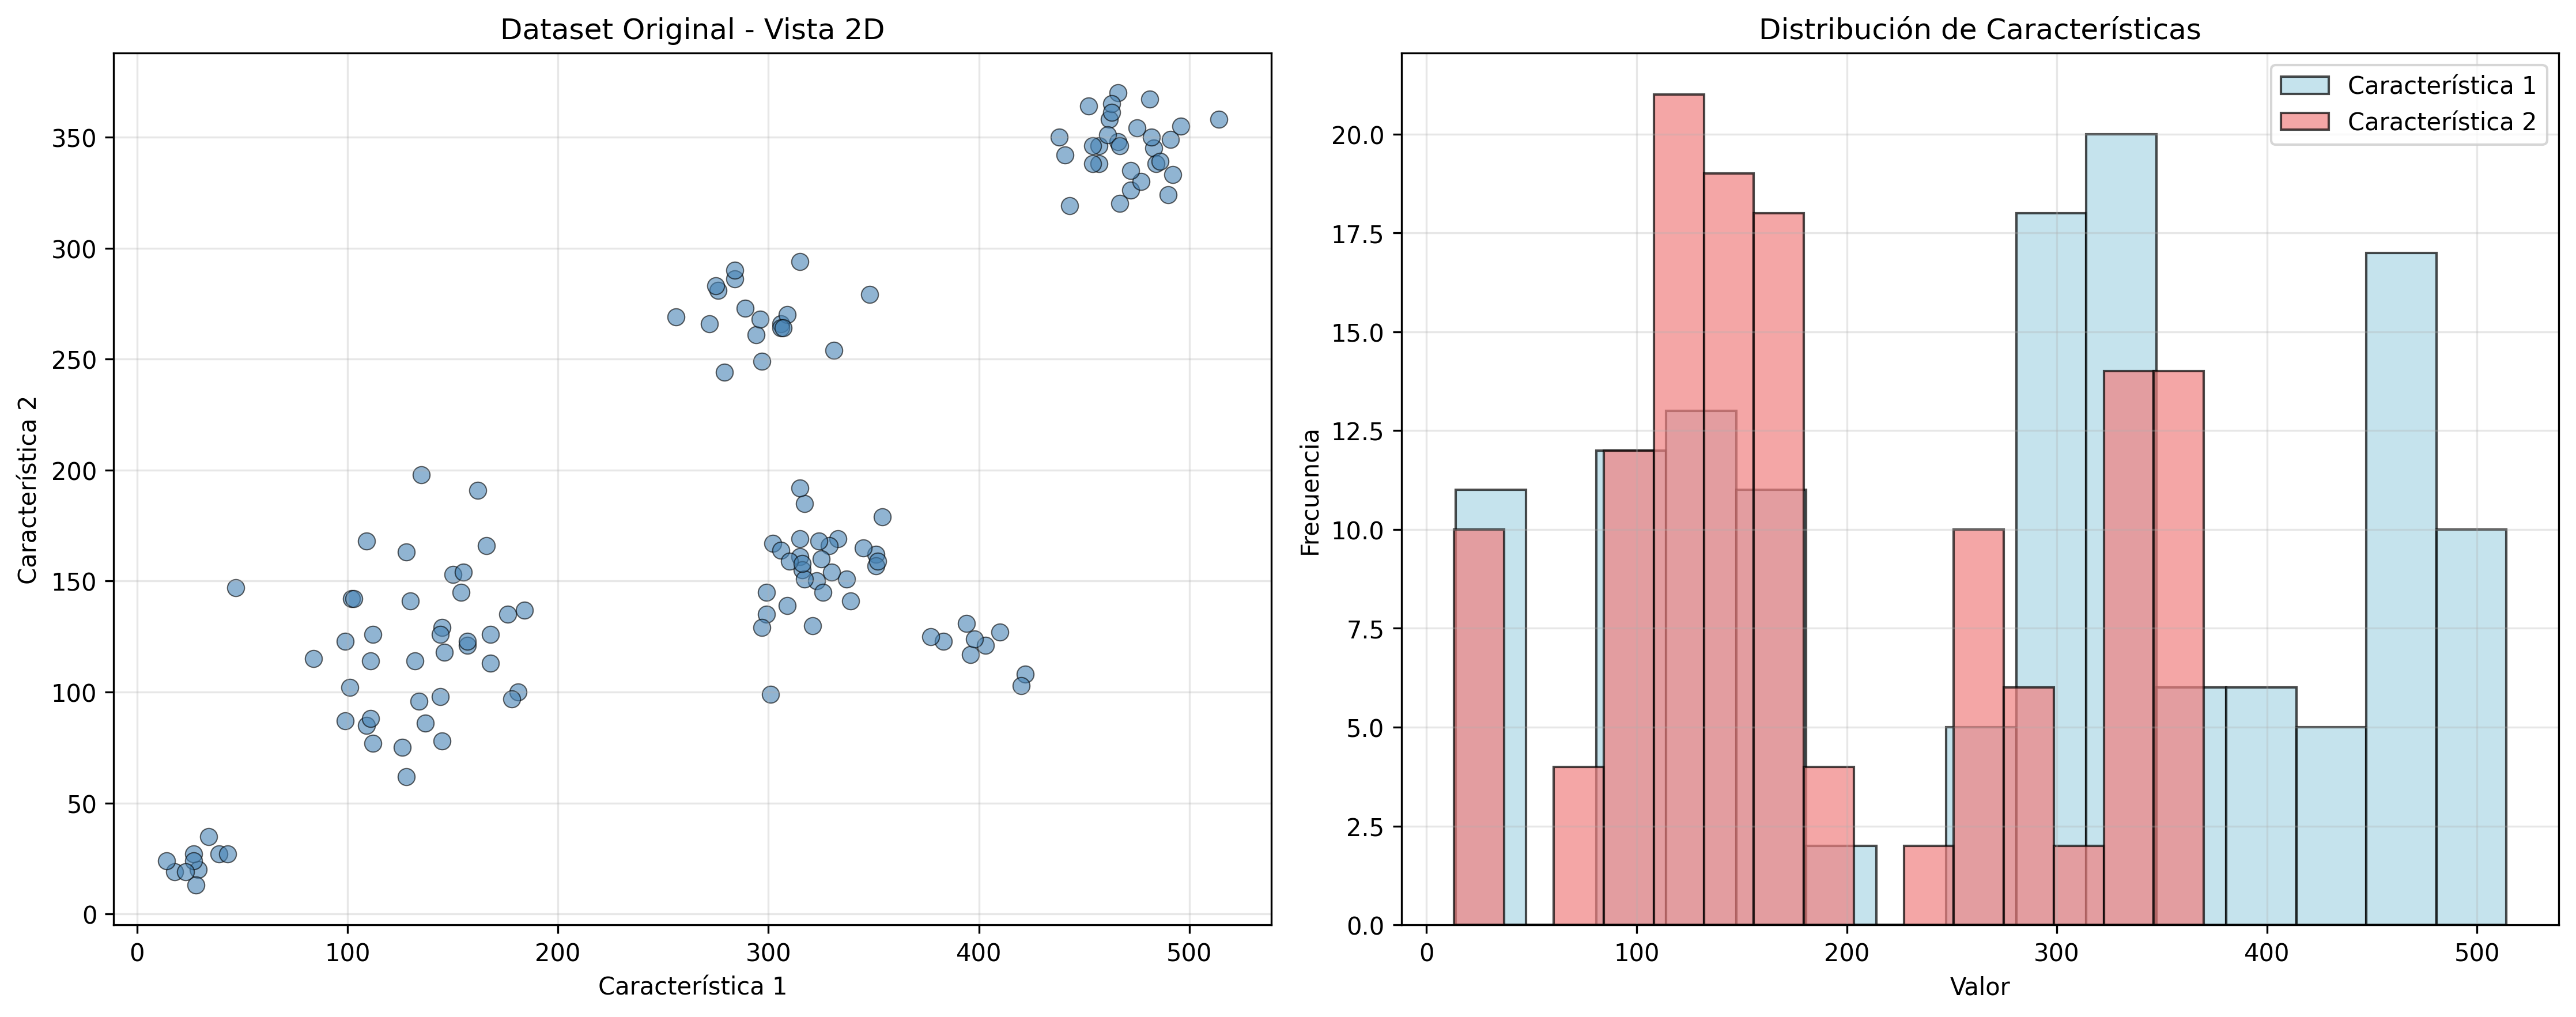 Dataset Original - Vista 2D
Característica 2
350
300
250
200
150
100
50
0
0 100 200 300 400 500
Característica 1
Distribución de Características
Característica 1
Característica 2
Frecuencia
20.0
17.5
15.0
12.5
10.0
7.5
5.0
2.5
0.0
0 100 200 300 400 500
Valor